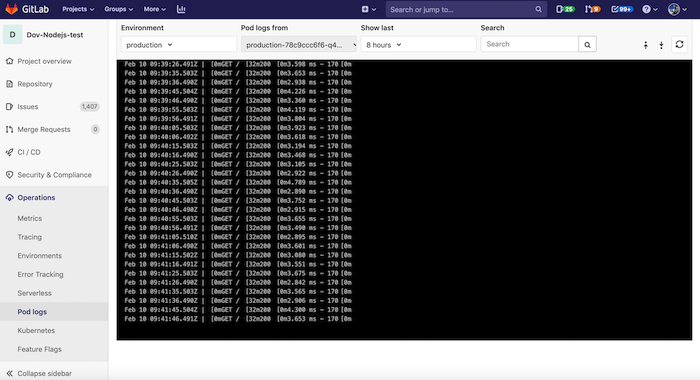 GitLab Projects Groups More Search or jump to... 25 9 99+ ?
D Dov-Nodejs-test
Project overview
Repository
Issues 1,407
Merge Requests 0
CI / CD
Security & Compliance
Operations
Metrics
Tracing
Environments
Error Tracking
Serverless
Pod logs
Kubernetes
Feature Flags
Collapse sidebar
Environment Pod logs from Show last Search
production production-78c9ccc6f6-q4... 8 hours Search
Feb 10 09:39:26.491Z | [0mGET / [32m200 [0m3.598 ms - 170 [0m
Feb 10 09:39:35.503Z | [0mGET / [32m200 [0m3.653 ms - 170 [0m
Feb 10 09:39:36.490Z | [0mGET / [32m200 [0m2.938 ms - 170 [0m
Feb 10 09:39:45.504Z | [0mGET / [32m200 [0m4.226 ms - 170 [0m
Feb 10 09:39:46.490Z | [0mGET / [32m200 [0m3.360 ms - 170 [0m
Feb 10 09:39:55.503Z | [0mGET / [32m200 [0m4.119 ms - 170 [0m
Feb 10 09:39:56.491Z | [0mGET / [32m200 [0m3.804 ms - 170 [0m
Feb 10 09:40:05.503Z | [0mGET / [32m200 [0m3.923 ms - 170 [0m
Feb 10 09:40:06.492Z | [0mGET / [32m200 [0m3.618 ms - 170 [0m
Feb 10 09:40:15.503Z | [0mGET / [32m200 [0m3.194 ms - 170 [0m
Feb 10 09:40:16.490Z | [0mGET / [32m200 [0m3.468 ms - 170 [0m
Feb 10 09:40:25.503Z | [0mGET / [32m200 [0m3.105 ms - 170 [0m
Feb 10 09:40:26.490Z | [0mGET / [32m200 [0m2.922 ms - 170 [0m
Feb 10 09:40:35.505Z | [0mGET / [32m200 [0m4.789 ms - 170 [0m
Feb 10 09:40:36.490Z | [0mGET / [32m200 [0m2.890 ms - 170 [0m
Feb 10 09:40:45.503Z | [0mGET / [32m200 [0m3.752 ms - 170 [0m
Feb 10 09:40:46.490Z | [0mGET / [32m200 [0m2.915 ms - 170 [0m
Feb 10 09:40:55.503Z | [0mGET / [32m200 [0m3.655 ms - 170 [0m
Feb 10 09:40:56.491Z | [0mGET / [32m200 [0m3.490 ms - 170 [0m
Feb 10 09:41:05.510Z | [0mGET / [32m200 [0m2.895 ms - 170 [0m
Feb 10 09:41:06.490Z | [0mGET / [32m200 [0m3.601 ms - 170 [0m
Feb 10 09:41:15.502Z | [0mGET / [32m200 [0m3.080 ms - 170 [0m
Feb 10 09:41:16.491Z | [0mGET / [32m200 [0m3.551 ms - 170 [0m
Feb 10 09:41:25.503Z | [0mGET / [32m200 [0m3.675 ms - 170 [0m
Feb 10 09:41:26.490Z | [0mGET / [32m200 [0m2.842 ms - 170 [0m
Feb 10 09:41:35.503Z | [0mGET / [32m200 [0m3.565 ms - 170 [0m
Feb 10 09:41:36.490Z | [0mGET / [32m200 [0m2.906 ms - 170 [0m
Feb 10 09:41:45.504Z | [0mGET / [32m200 [0m4.300 ms - 170 [0m
Feb 10 09:41:46.491Z | [0mGET / [32m200 [0m3.653 ms - 170 [0m